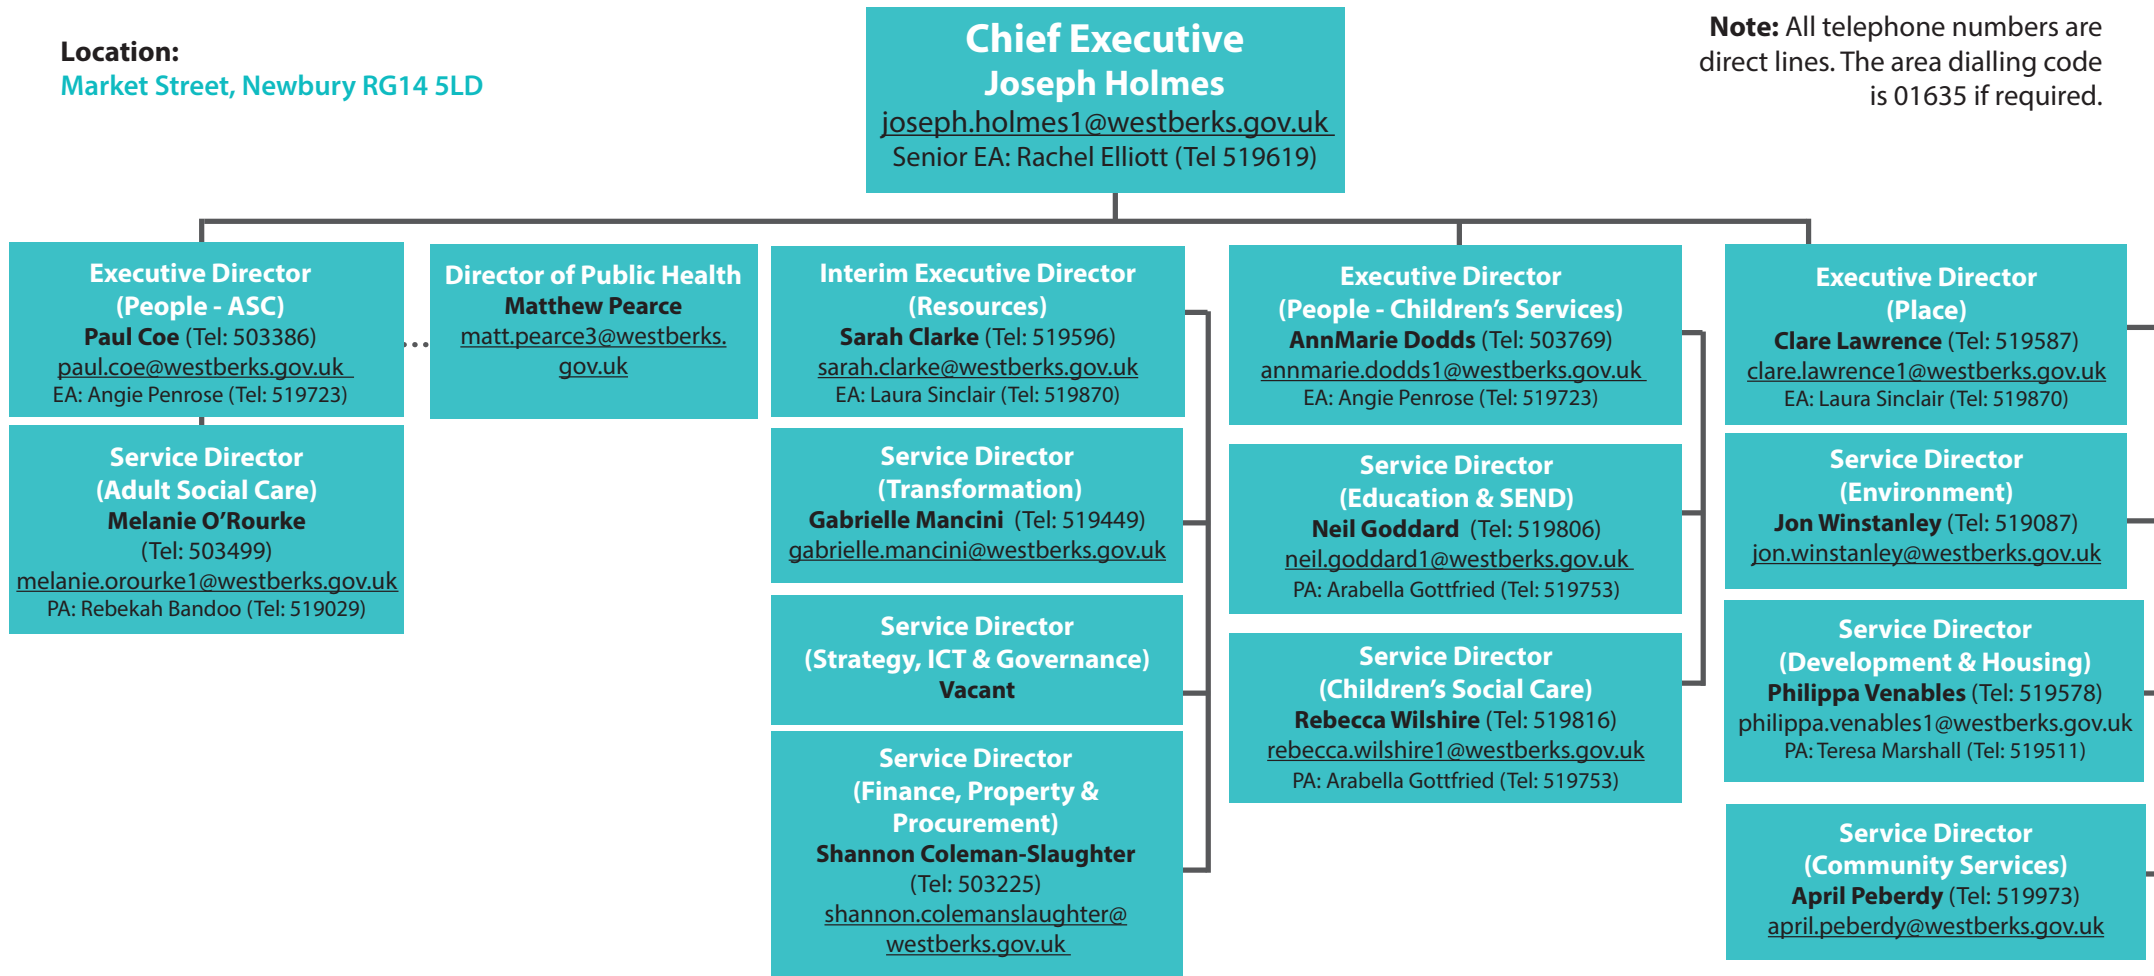 Location:
Market Street, Newbury RG14 5LD
Chief Executive
Joseph Holmes
joseph.holmes1@westberks.gov.uk
Senior EA: Rachel Elliott (Tel 519619)
Note: All telephone numbers are
direct lines. The area dialling code
is 01635 if required.
Executive Director
(People - ASC)
Paul Coe (Tel: 503386)
paul.coe@westberks.gov.uk
EA: Angie Penrose (Tel: 519723)
Service Director
(Adult Social Care)
Melanie O’Rourke
(Tel: 503499)
melanie.orourke1@westberks.gov.uk
PA: Rebekah Bandoo (Tel: 519029)
Director of Public Health
Matthew Pearce
matt.pearce3@westberks.
gov.uk
Interim Executive Director
(Resources)
Sarah Clarke (Tel: 519596)
sarah.clarke@westberks.gov.uk
EA: Laura Sinclair (Tel: 519870)
Service Director
(Transformation)
Gabrielle Mancini (Tel: 519449)
gabrielle.mancini@westberks.gov.uk
Service Director
(Strategy, ICT & Governance)
Vacant
Service Director
(Finance, Property &
Procurement)
Shannon Coleman-Slaughter
(Tel: 503225)
shannon.colemanslaughter@
westberks.gov.uk
Executive Director
(People - Children’s Services)
AnnMarie Dodds (Tel: 503769)
annmarie.dodds1@westberks.gov.uk
EA: Angie Penrose (Tel: 519723)
Service Director
(Education & SEND)
Neil Goddard (Tel: 519806)
neil.goddard1@westberks.gov.uk
PA: Arabella Gottfried (Tel: 519753)
Service Director
(Children’s Social Care)
Rebecca Wilshire (Tel: 519816)
rebecca.wilshire1@westberks.gov.uk
PA: Arabella Gottfried (Tel: 519753)
Executive Director
(Place)
Clare Lawrence (Tel: 519587)
clare.lawrence1@westberks.gov.uk
EA: Laura Sinclair (Tel: 519870)
Service Director
(Environment)
Jon Winstanley (Tel: 519087)
jon.winstanley@westberks.gov.uk
Service Director
(Development & Housing)
Philippa Venables (Tel: 519578)
philippa.venables1@westberks.gov.uk
PA: Teresa Marshall (Tel: 519511)
Service Director
(Community Services)
April Peberdy (Tel: 519973)
april.peberdy@westberks.gov.uk